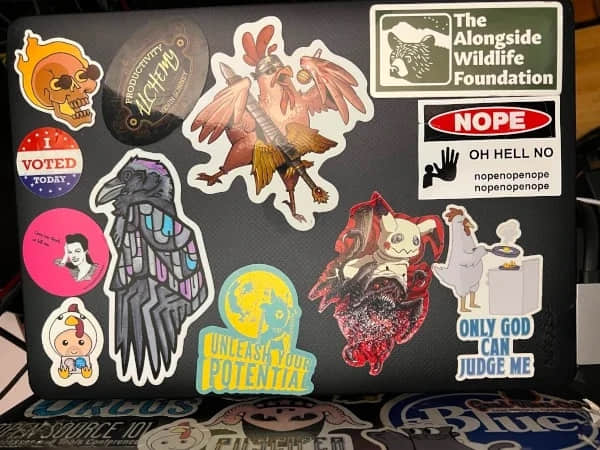 PRODUCTIVITY
ALCHEMY
The
Alongside
Wildlife
Foundation
NOPE
OH HELL NO
nopenopenope
nopenopenope
I
VOTED
TODAY
UNLEASH YOUR
POTENTIAL
ONLY GOD
CAN
JUDGE ME
Blue